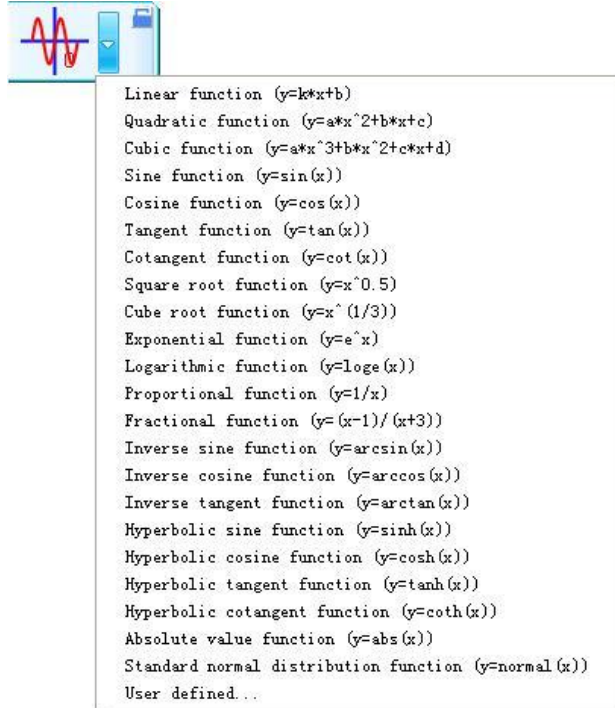 Linear function (y=k*x+b)
Quadratic function (y=a*x^2+b*x+c)
Cubic function (y=a*x^3+b*x^2+c*x+d)
Sine function (y=sin(x))
Cosine function (y=cos(x))
Tangent function (y=tan(x))
Cotangent function (y=cot(x))
Square root function (y=x^0.5)
Cube root function (y=x^(1/3))
Exponential function (y=e^x)
Logarithmic function (y=loge(x))
Proportional function (y=1/x)
Fractional function (y=(x-1)/(x+3))
Inverse sine function (y=arcsin(x))
Inverse cosine function (y=arccos(x))
Inverse tangent function (y=arctan(x))
Hyperbolic sine function (y=sinh(x))
Hyperbolic cosine function (y=cosh(x))
Hyperbolic tangent function (y=tanh(x))
Hyperbolic cotangent function (y=coth(x))
Absolute value function (y=abs(x))
Standard normal distribution function (y=normal(x))
User defined...